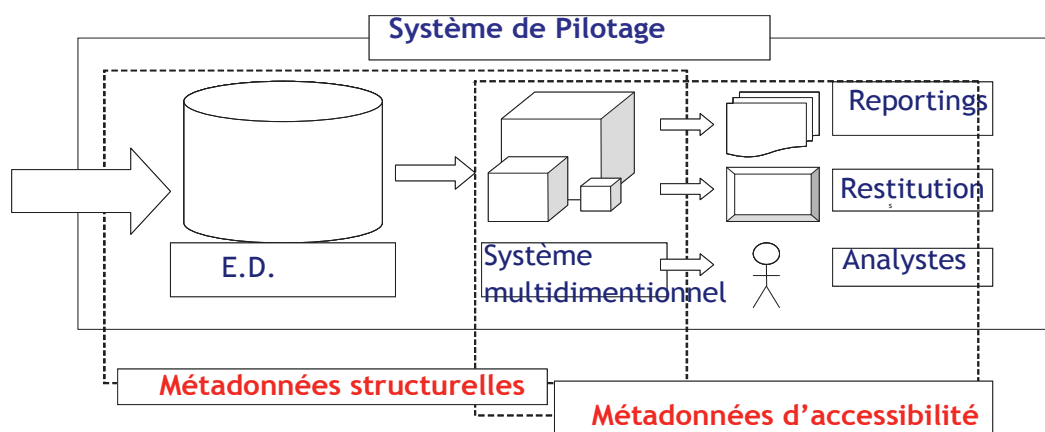 Système de Pilotage
Reportings
Restitution
s
E.D.
Système
multidimentionnel
Analystes
Métadonnées structurelles
Métadonnées d’accessibilité